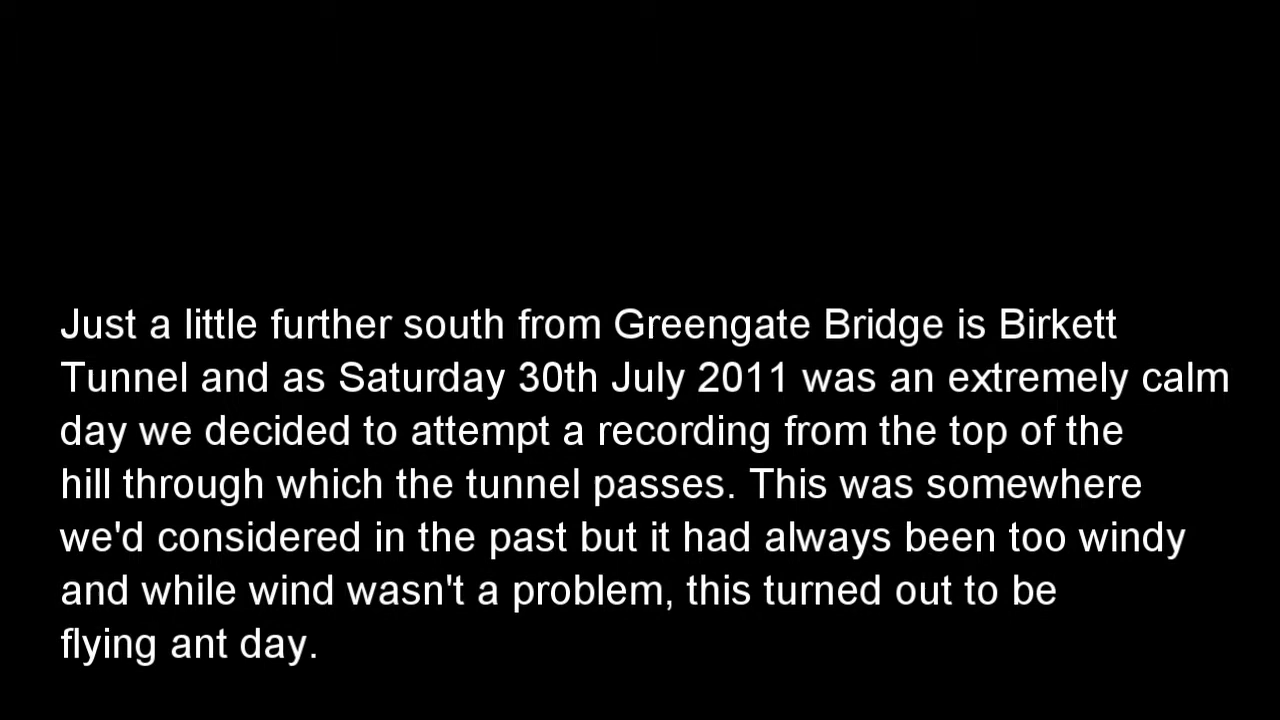 Just a little further south from Greengate Bridge is Birkett
Tunnel and as Saturday 30th July 2011 was an extremely calm
day we decided to attempt a recording from the top of the
hill through which the tunnel passes. This was somewhere
we'd considered in the past but it had always been too windy
and while wind wasn't a problem, this turned out to be
flying ant day.